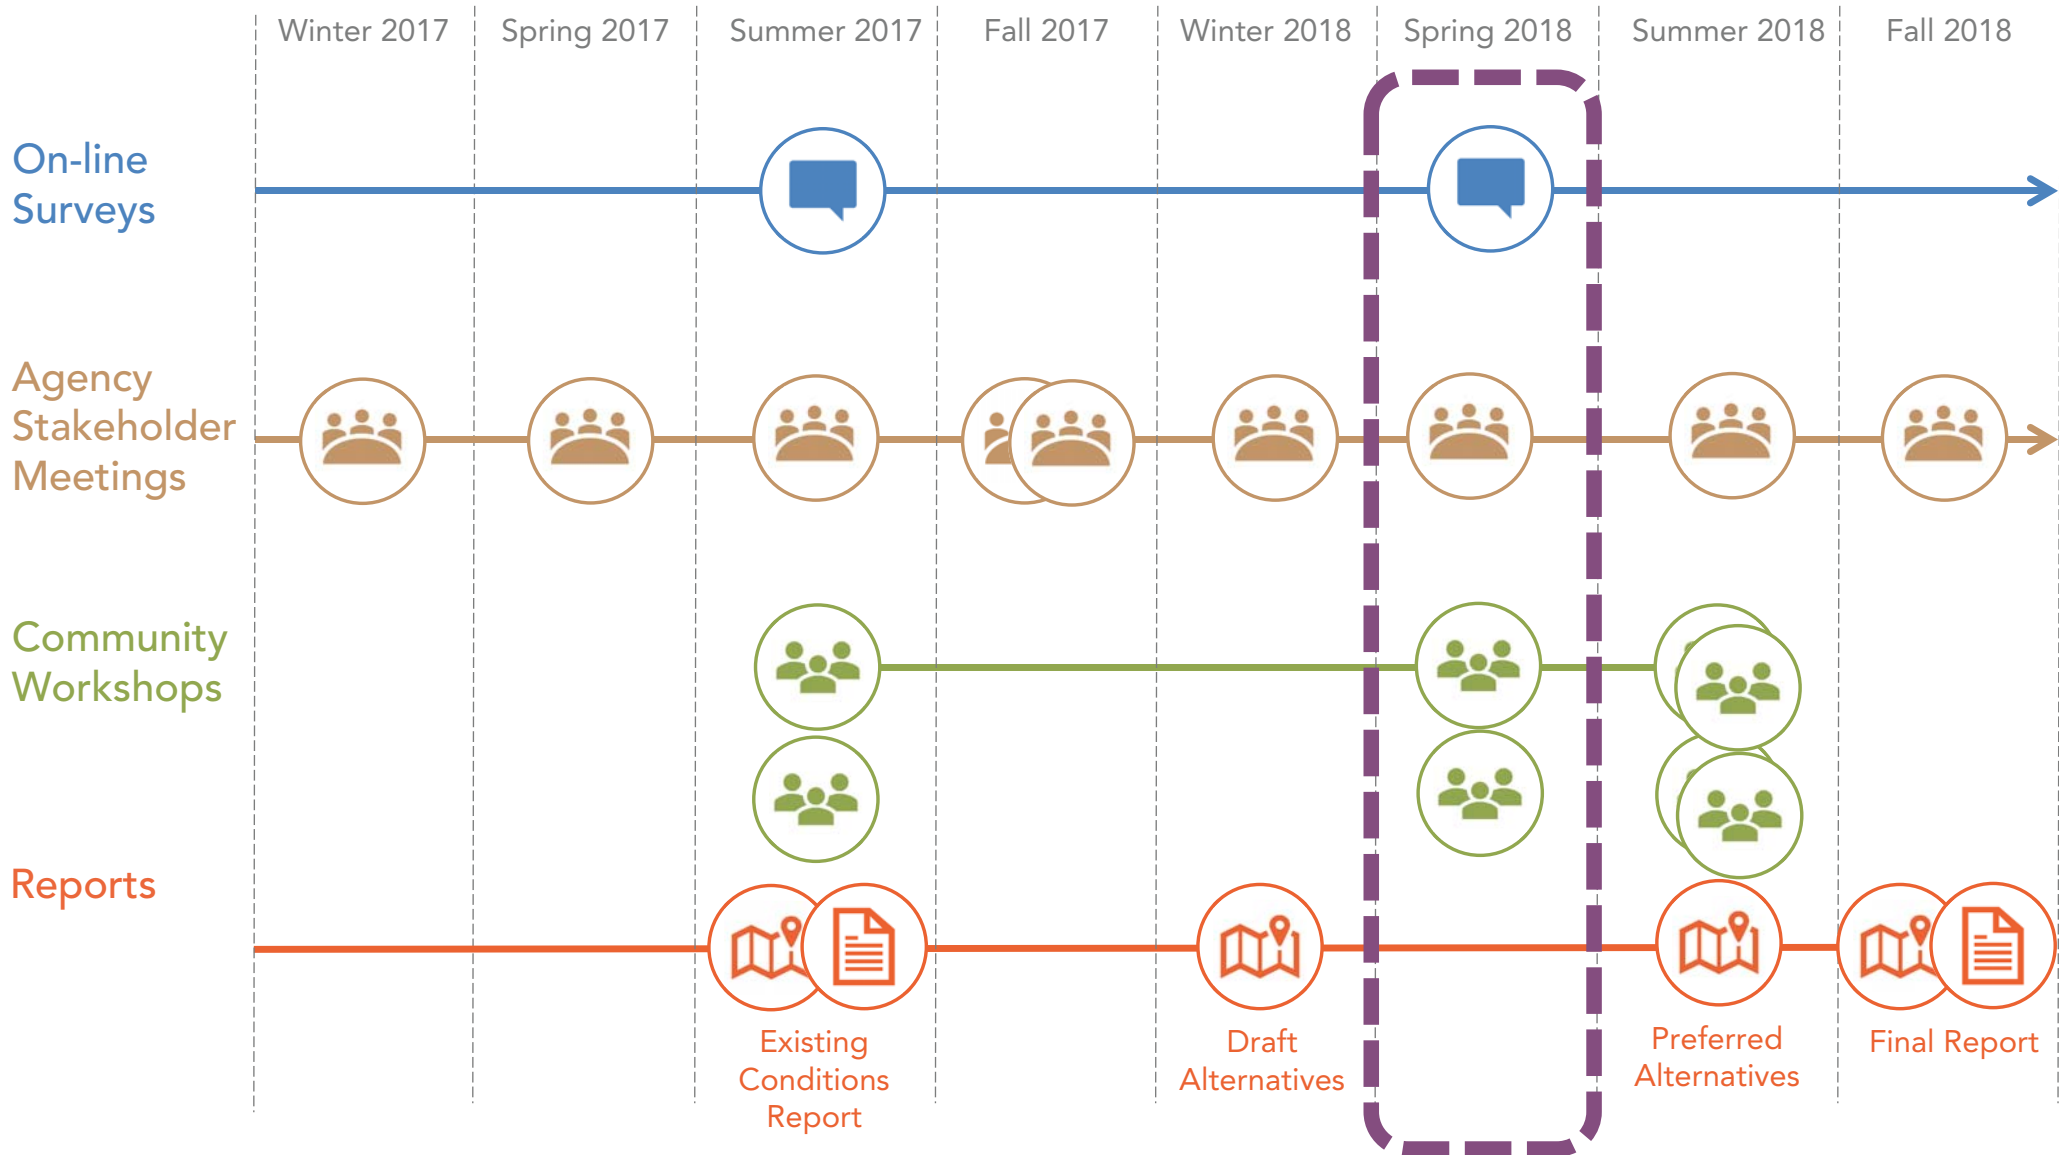 Winter 2017
Spring 2017
Summer 2017
Fall 2017
Winter 2018
Spring 2018
Summer 2018
Fall 2018
On-line
Surveys
Agency
Stakeholder
Meetings
Community
Workshops
Reports
Existing
Conditions
Report
Draft
Alternatives
Preferred
Alternatives
Final Report